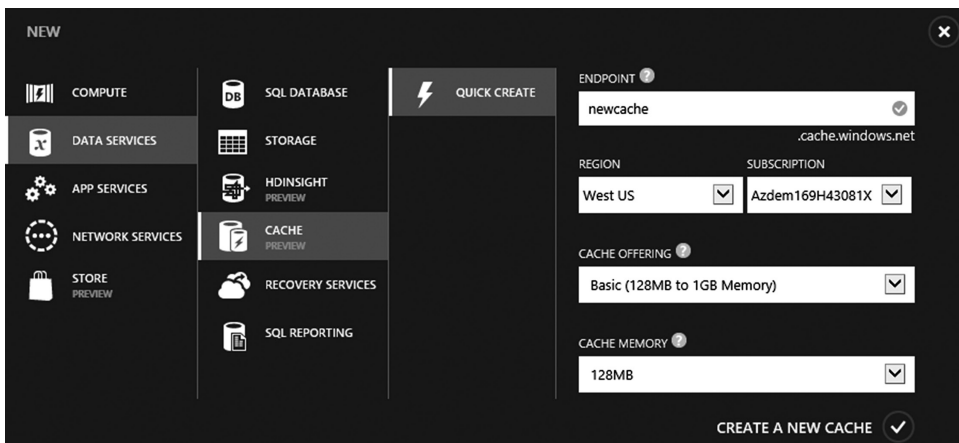 NEW
COMPUTE
DATA SERVICES
APP SERVICES
NETWORK SERVICES
STORE
PREVIEW
DB
SQL DATABASE
STORAGE
HDINSIGHT
PREVIEW
CACHE
PREVIEW
RECOVERY SERVICES
SQL REPORTING
QUICK CREATE
ENDPOINT ?
newcache
.cache.windows.net
REGION
West US
SUBSCRIPTION
Azdem169H43081X
CACHE OFFERING ?
Basic (128MB to 1GB Memory)
CACHE MEMORY ?
128MB
CREATE A NEW CACHE